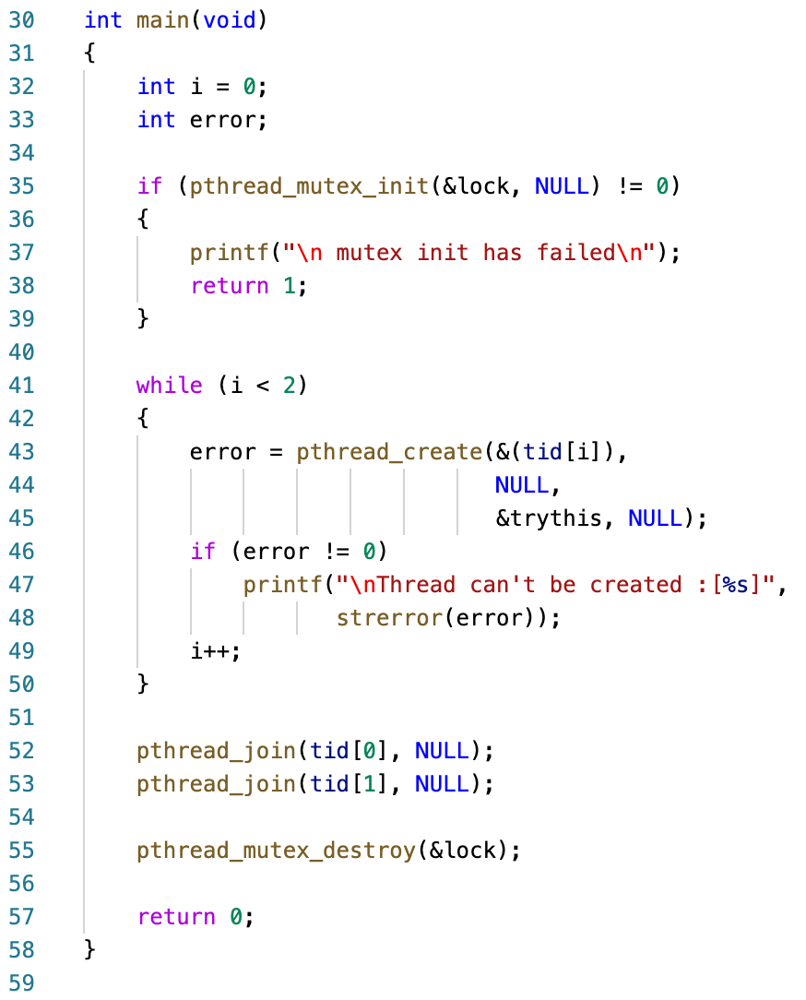 30 int main(void)
31 {
32     int i = 0;
33     int error;
34
35     if (pthread_mutex_init(&lock, NULL) != 0)
36     {
37         printf("\n mutex init has failed\n");
38         return 1;
39     }
40
41     while (i < 2)
42     {
43         error = pthread_create(&(tid[i]),
44                                NULL,
45                                &trythis, NULL);
46         if (error != 0)
47             printf("\nThread can't be created :[%s]",
48                    strerror(error));
49         i++;
50     }
51
52     pthread_join(tid[0], NULL);
53     pthread_join(tid[1], NULL);
54
55     pthread_mutex_destroy(&lock);
56
57     return 0;
58 }
59